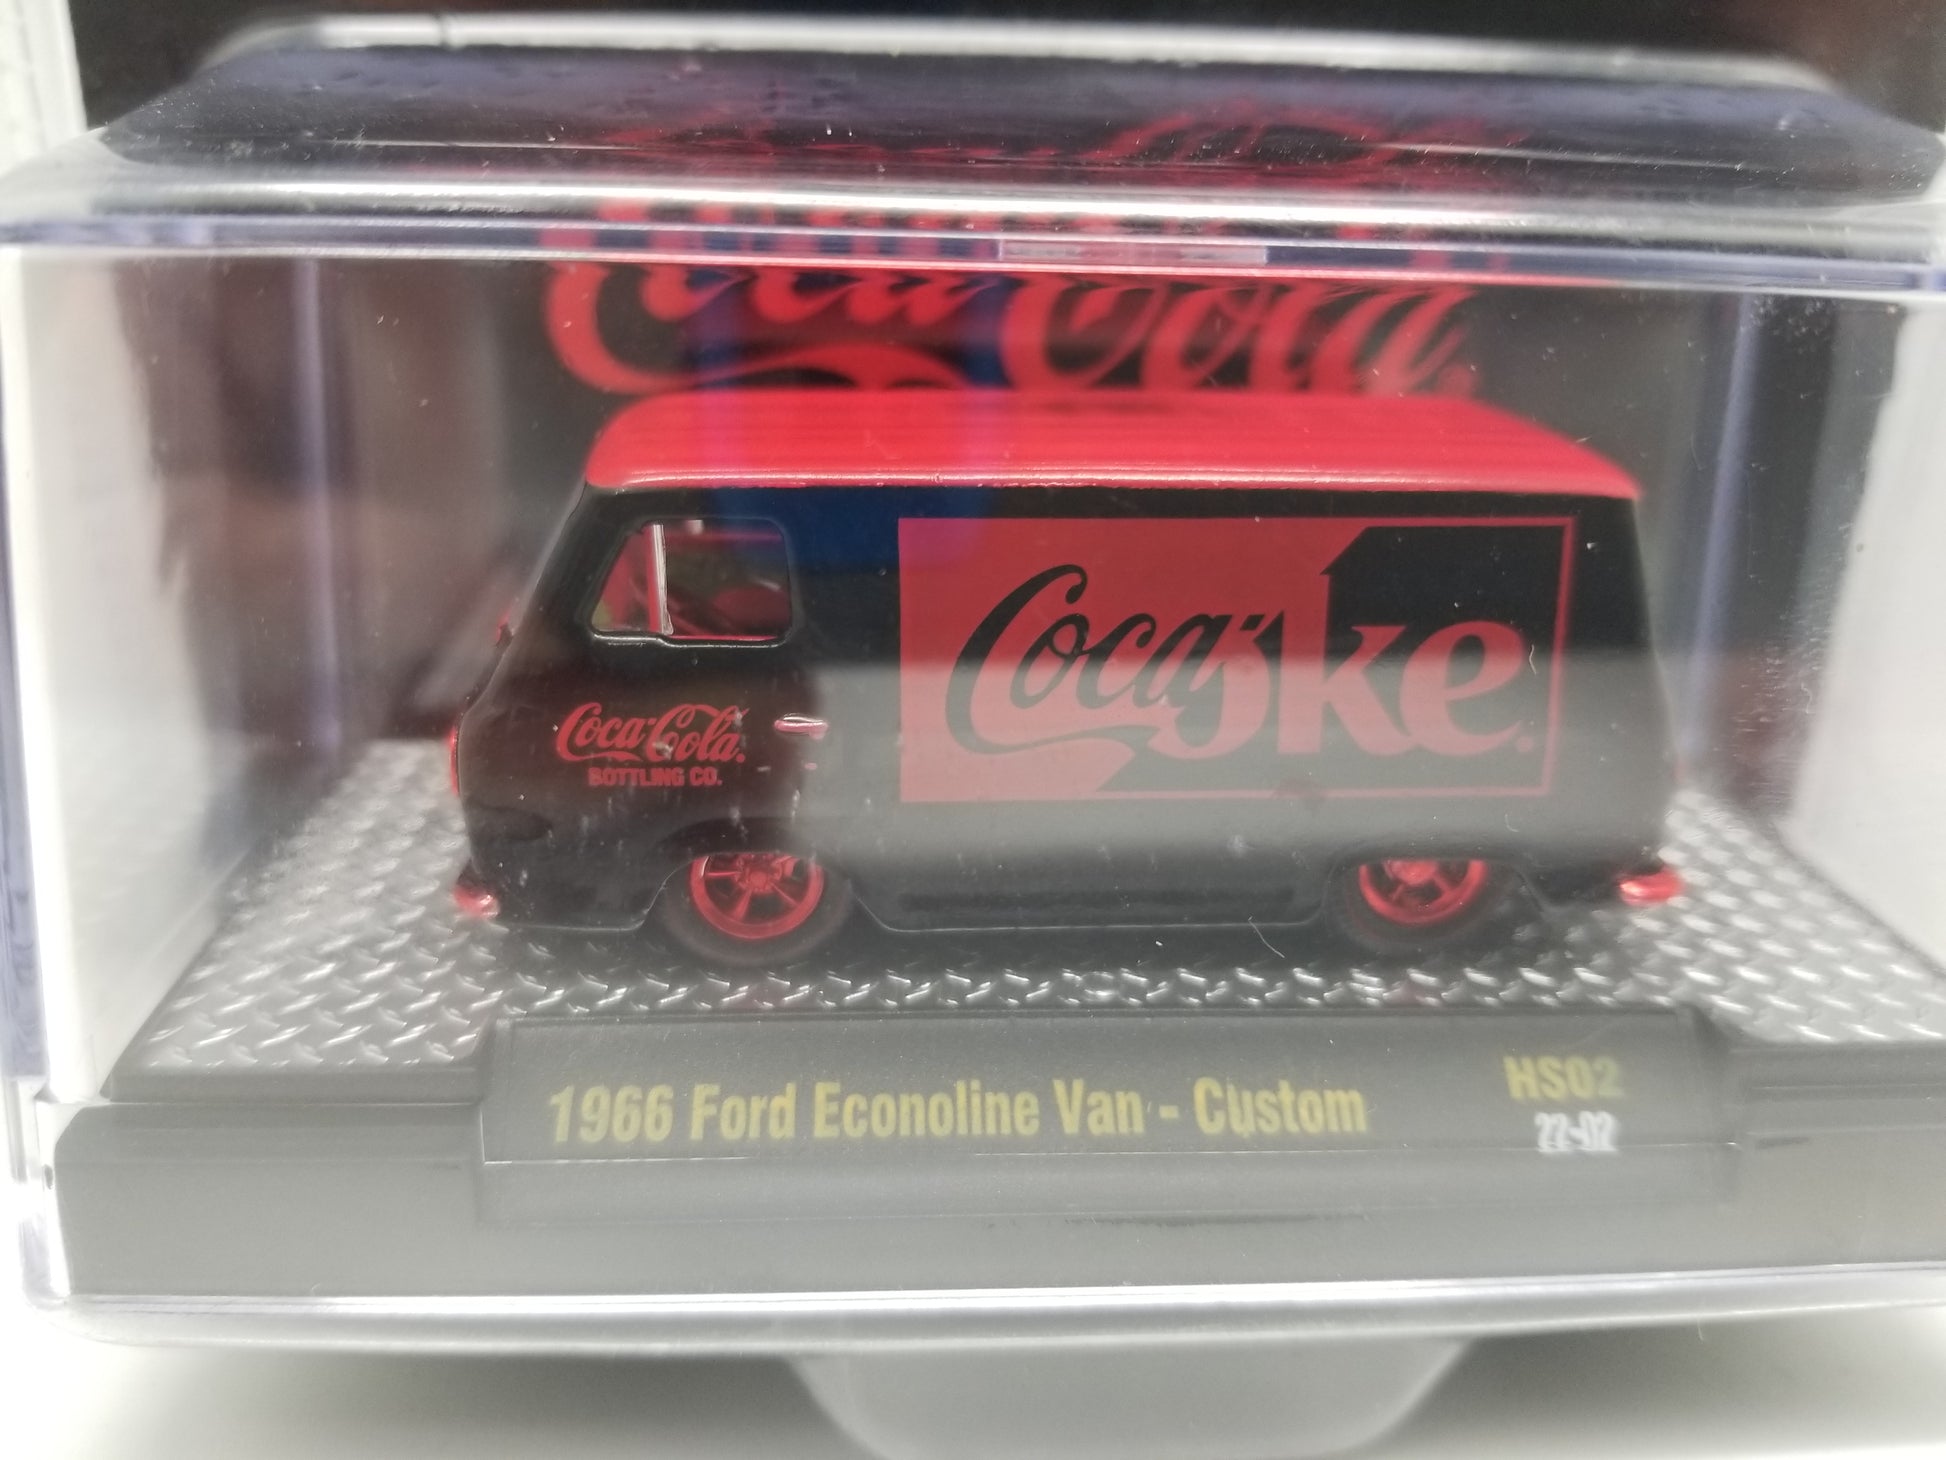 Coca-Cola
Coca-Coke
Coca-Cola
BOTTLING CO.
1966 Ford Econoline Van - Custom
HS02
22-02